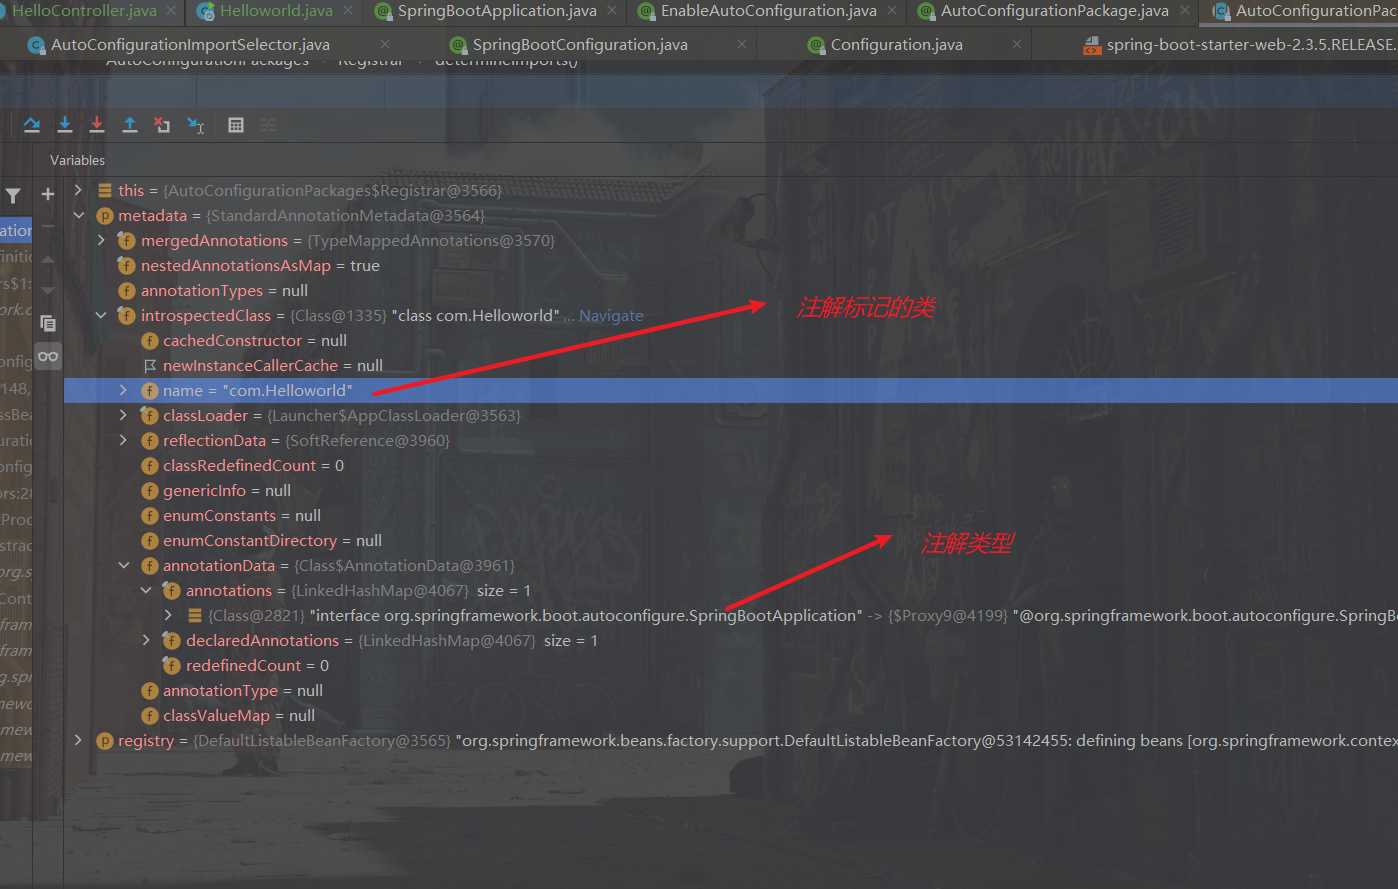 HelloController.java
Helloworld.java
SpringBootApplication.java
EnableAutoConfiguration.java
AutoConfigurationPackage.java
AutoConfigurationPac
AutoConfigurationImportSelector.java
SpringBootConfiguration.java
Configuration.java
spring-boot-starter-web-2.3.5.RELEASE.
AutoConfigurationPackages Registrar determineImports()
Variables
this = {AutoConfigurationPackages$Registrar@3566}
metadata = {StandardAnnotationMetadata@3564}
mergedAnnotations = {TypeMappedAnnotations@3570}
nestedAnnotationsAsMap = true
annotationTypes = null
introspectedClass = {Class@1335} "class com.Helloworld" ... Navigate
注解标记的类
cachedConstructor = null
newInstanceCallerCache = null
name = "com.Helloworld"
classLoader = {Launcher$AppClassLoader@3563}
reflectionData = {SoftReference@3960}
classRedefinedCount = 0
genericInfo = null
enumConstants = null
enumConstantDirectory = null
注解类型
annotationData = {Class$AnnotationData@3961}
annotations = {LinkedHashMap@4067} size = 1
{Class@2821} "interface org.springframework.boot.autoconfigure.SpringBootApplication" -> {$Proxy9@4199} "@org.springframework.boot.autoconfigure.SpringBo
declaredAnnotations = {LinkedHashMap@4067} size = 1
redefinedCount = 0
annotationType = null
classValueMap = null
registry = {DefaultListableBeanFactory@3565} "org.springframework.beans.factory.support.DefaultListableBeanFactory@53142455: defining beans [org.springframework.contex